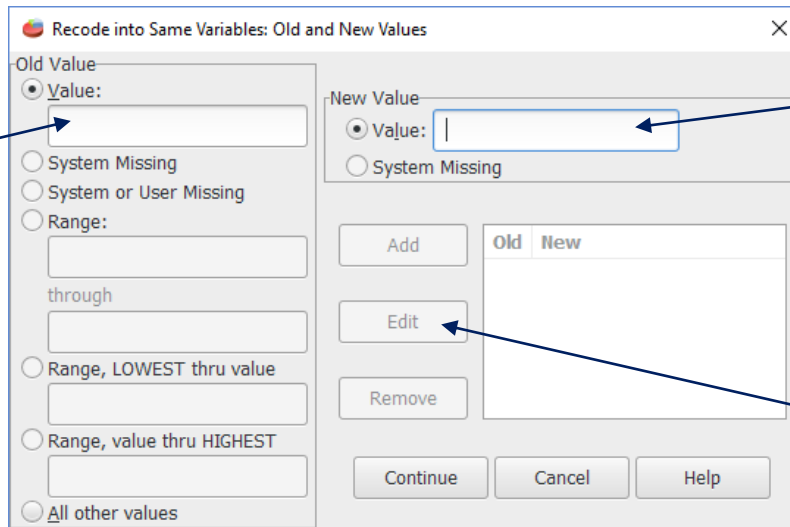 Recode into Same Variables: Old and New Values
Old Value
Value:
System Missing
System or User Missing
Range:
through
Range, LOWEST thru value
Range, value thru HIGHEST
All other values
New Value
Value:
System Missing
Add
Edit
Remove
Old New
Continue Cancel Help